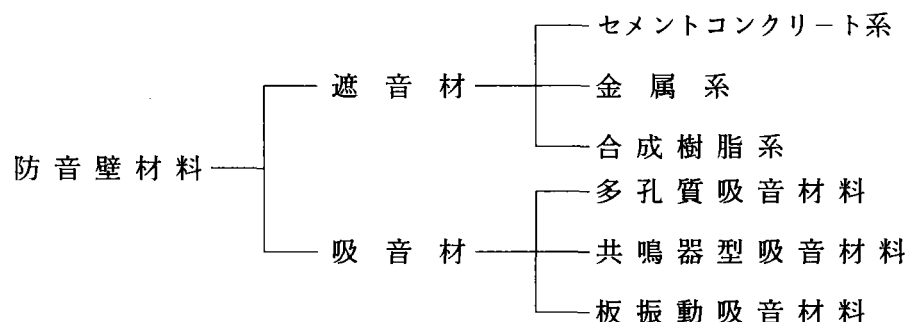 セメントコンクリート系
遮音材
金属系
合成樹脂系
防音壁材料
多孔質吸音材料
吸音材
共鳴器型吸音材料
板振動吸音材料